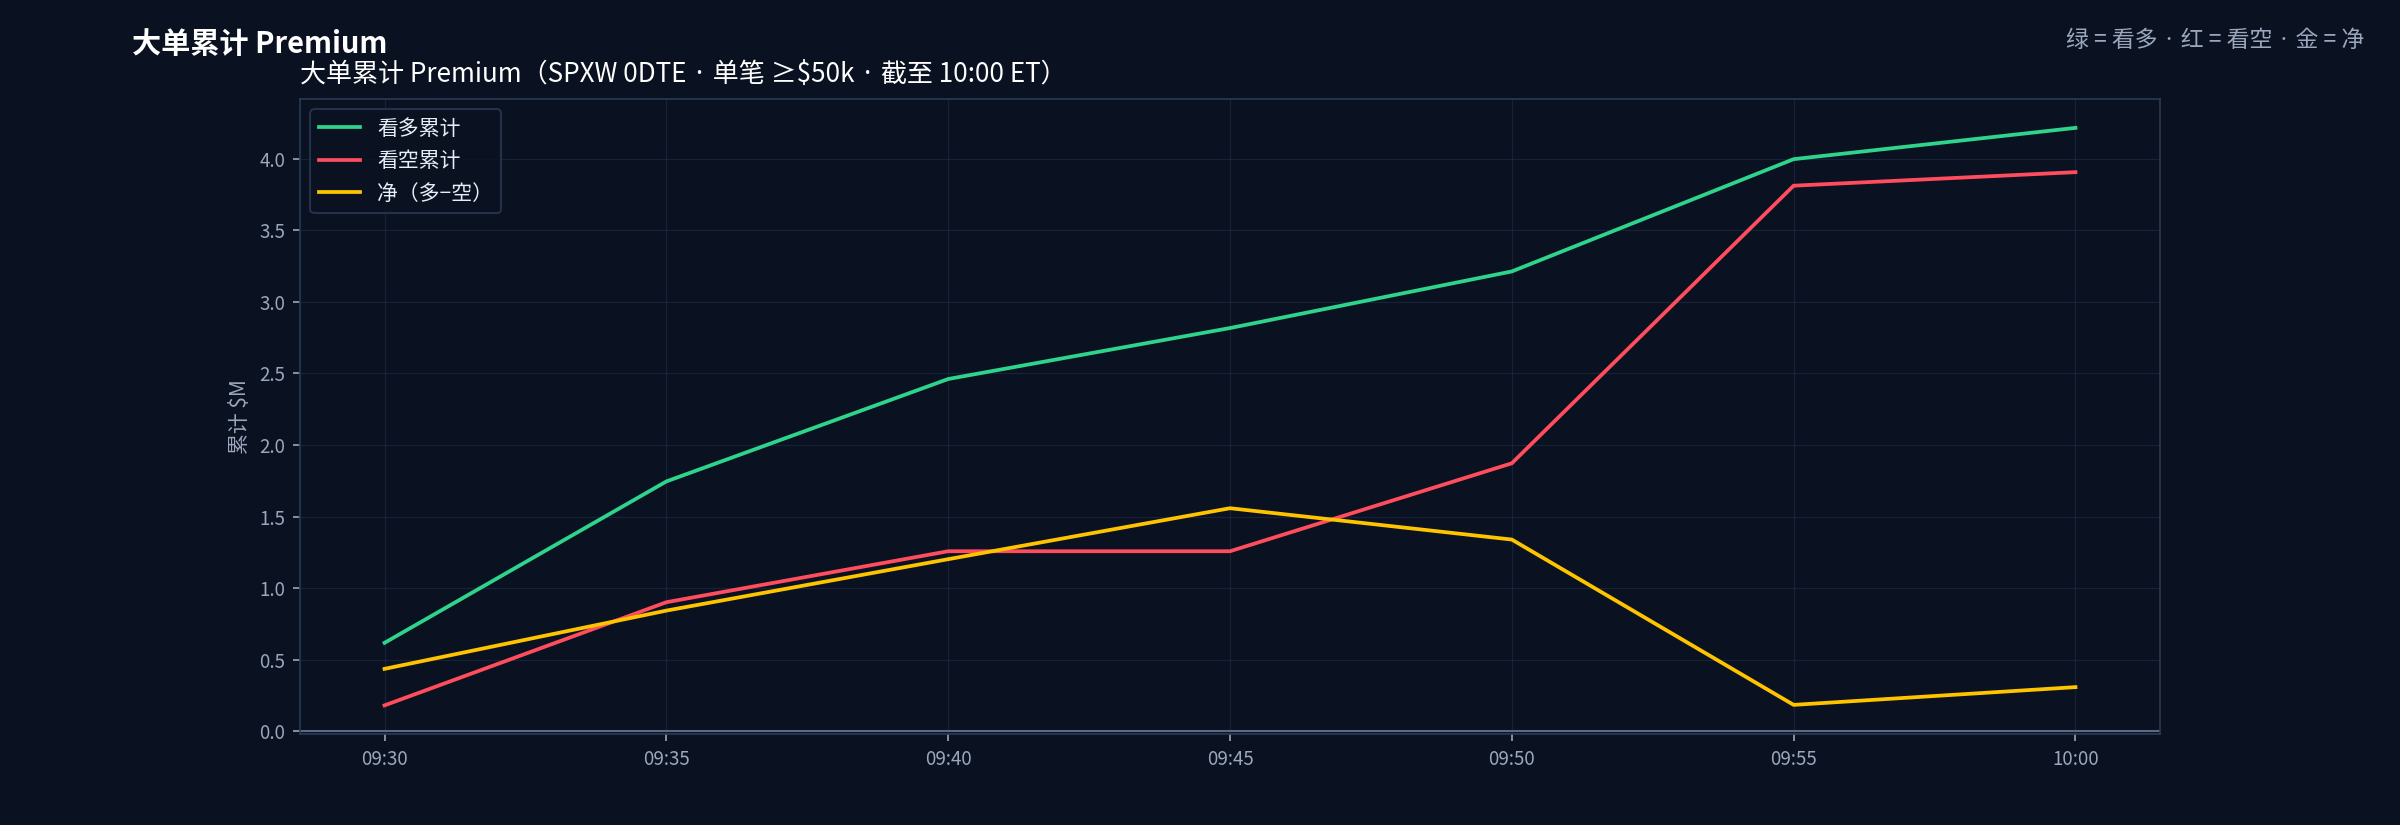 大单累计 Premium
绿 = 看多 · 红 = 看空 · 金 = 净
大单累计 Premium（SPXW 0DTE · 单笔 ≥$50k · 截至 10:00 ET）
看多累计
看空累计
净（多−空）
累计 $M
4.0
3.5
3.0
2.5
2.0
1.5
1.0
0.5
0.0
09:30
09:35
09:40
09:45
09:50
09:55
10:00